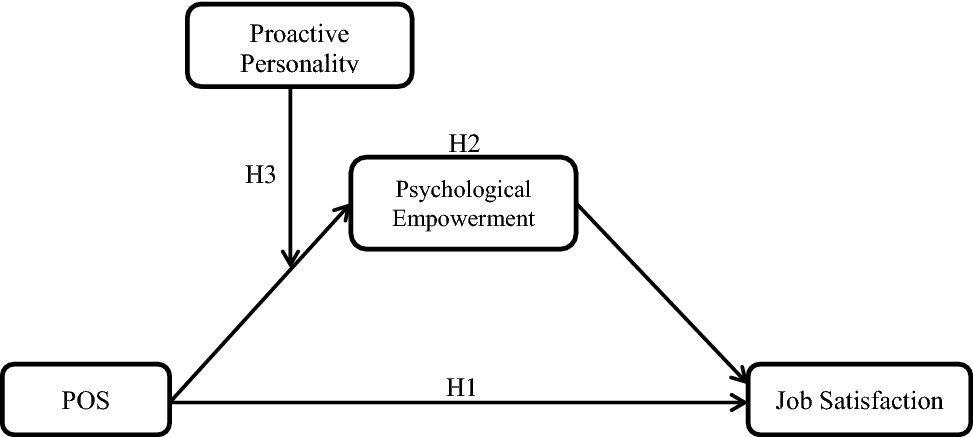 Proactive
Personality
H2
H3
Psychological
Empowerment
H1
POS
Job Satisfaction